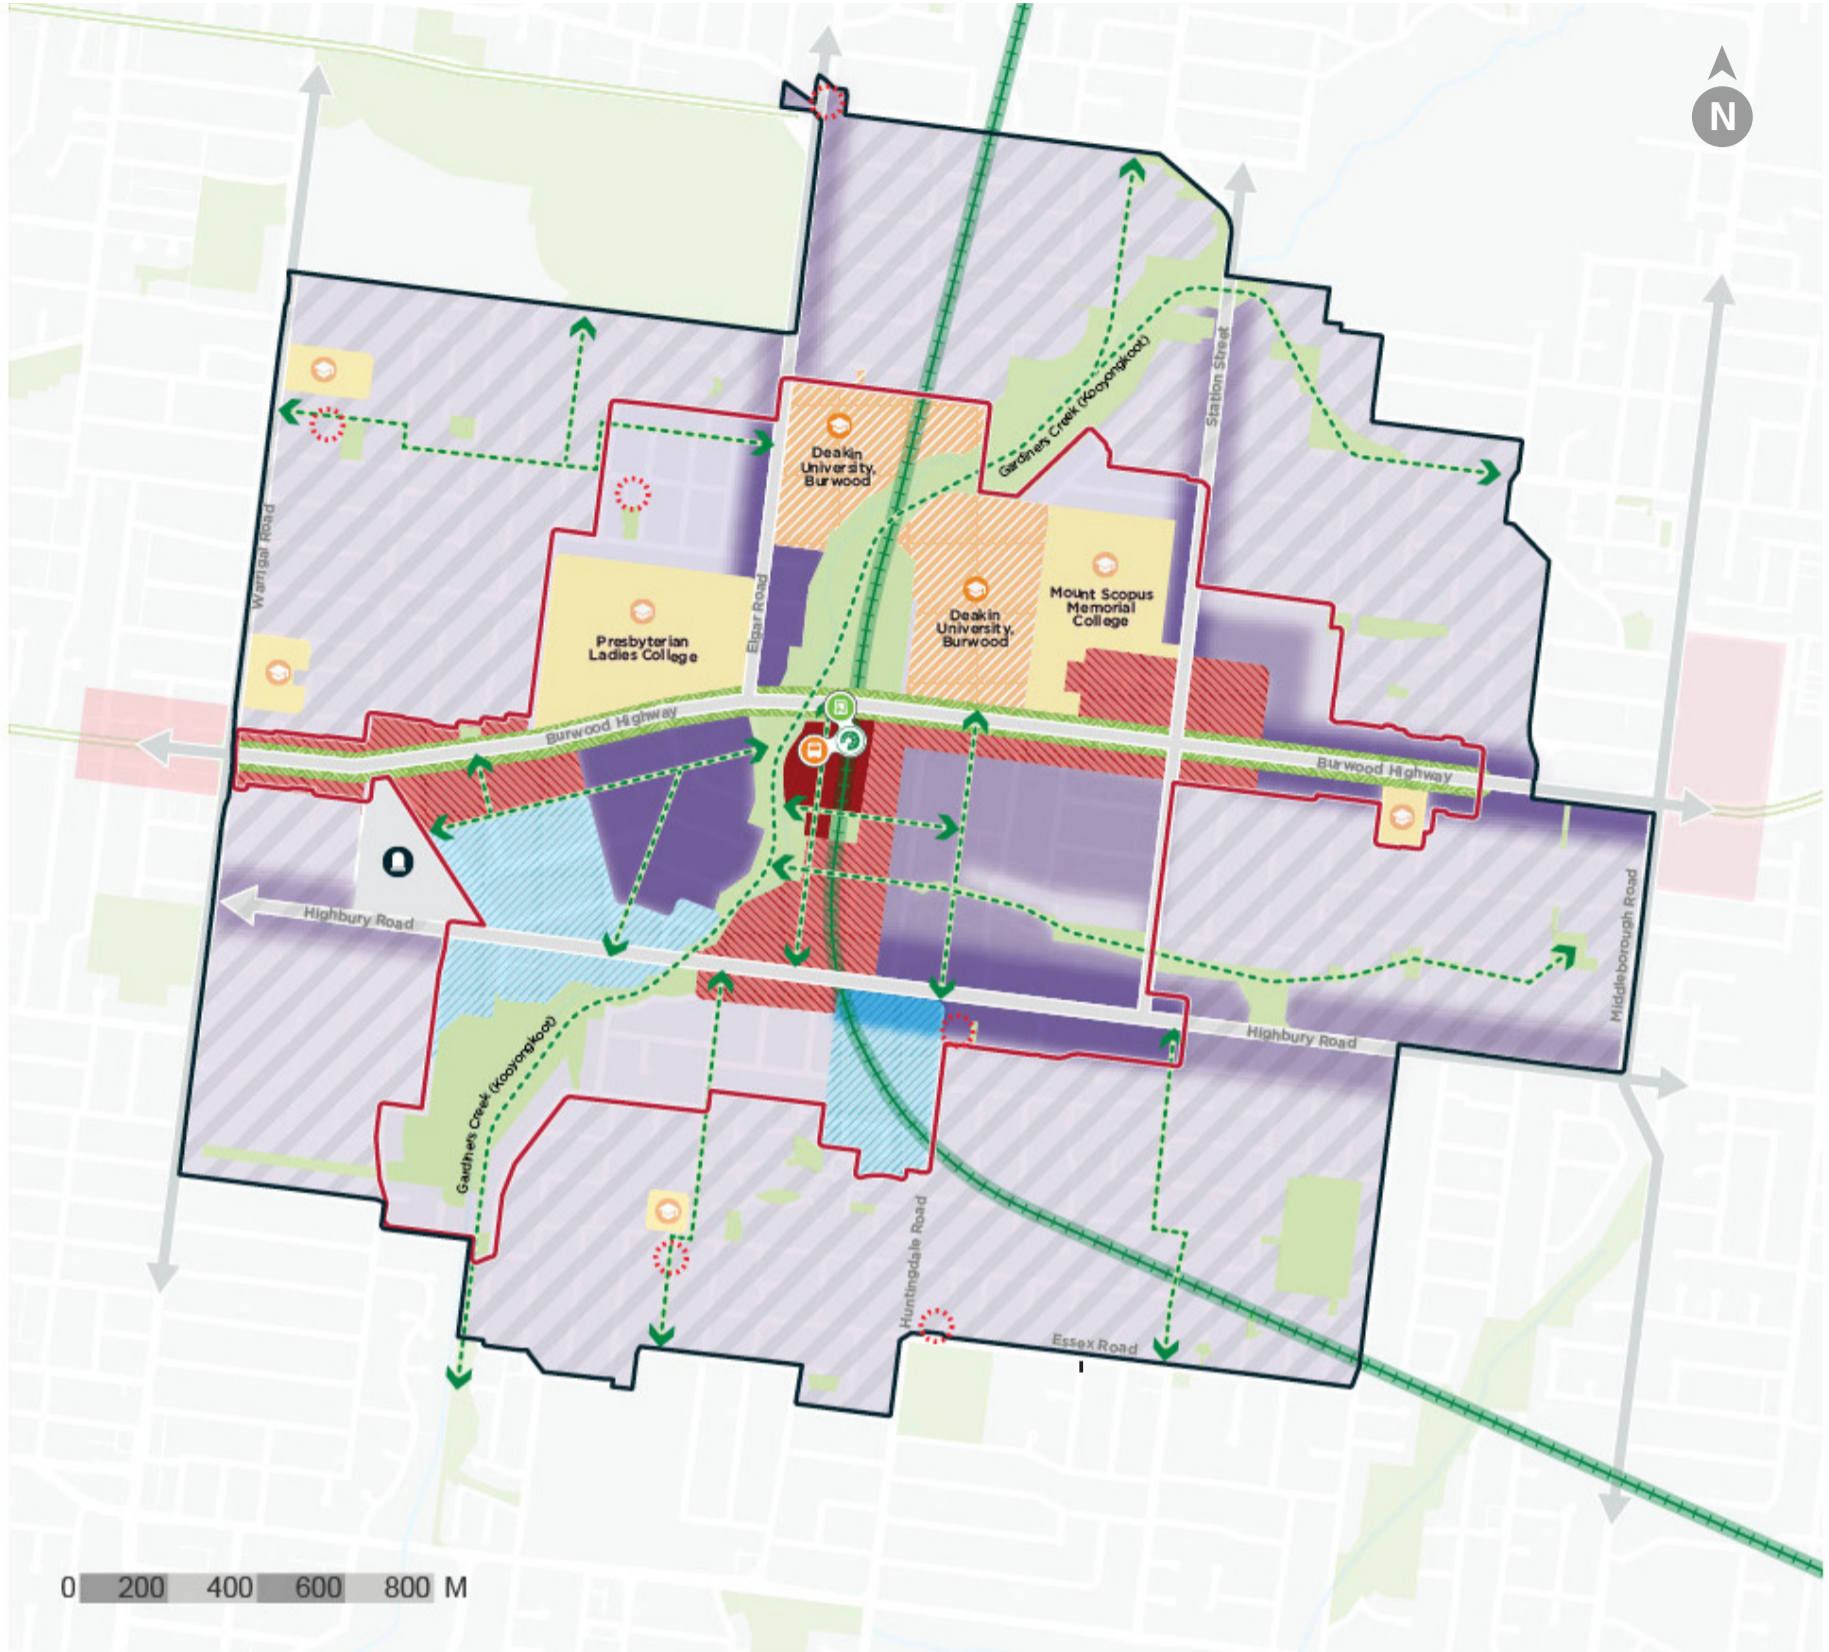 N
Gardiners Creek (Kooyongkoot)
Station Street
Deakin
University,
Burwood
Warrigal Road
Elgar Road
Mount Scopus
Memorial
College
Deakin
University,
Burwood
Presbyterian
Ladies College
Burwood Highway
Burwood Highway
Highbury Road
Middleborough Road
Highbury Road
Gardiners Creek (Kooyongkoot)
Huntingdale Road
Essex Road
0 200 400 600 800 M